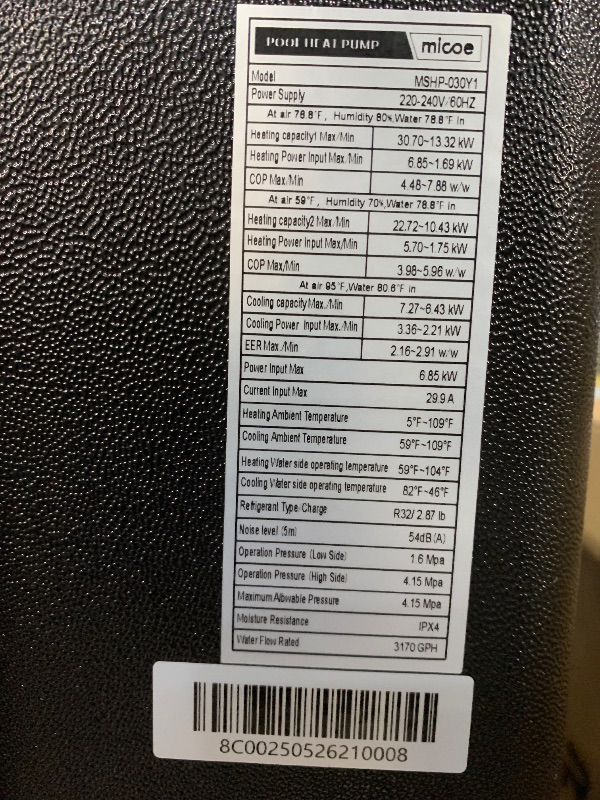 POOL HEAT PUMP micoe
Model MSHP-030Y1
Power Supply 220-240V/60HZ
At air 78.8°F, Humidity 80%,Water 78.8°F in
Heating capacity1 Max/Min 30.70~13.32 kW
Heating Power Input Max/Min 6.85~1.69 kW
COP Max/Min 4.48~7.88 w/w
At air 59°F, Humidity 70%,Water 78.8°F in
Heating capacity2 Max/Min 22.72~10.43 kW
Heating Power Input Max/Min 5.70~1.75 kW
COP Max/Min 3.98~5.96 w/w
At air 95°F,Water 80.6°F in
Cooling capacity Max./Min 7.27~6.43 kW
Cooling Power Input Max./Min 3.36~2.21 kW
EER Max./Min 2.16~2.91 w/w
Power Input Max 6.85 kW
Current Input Max 29.9 A
Heating Ambient Temperature 5°F~109°F
Cooling Ambient Temperature 59°F~109°F
Heating Water side operating temperature 59°F~104°F
Cooling Water side operating temperature 82°F~46°F
Refrigerant Type/Charge R32/ 2.87 lb
Noise level (5m) 54dB(A)
Operation Pressure (Low Side) 1.6 Mpa
Operation Pressure (High Side) 4.15 Mpa
Maximum Allowable Pressure 4.15 Mpa
Moisture Resistance IPX4
Water Flow Rated 3170 GPH
8C00250526210008